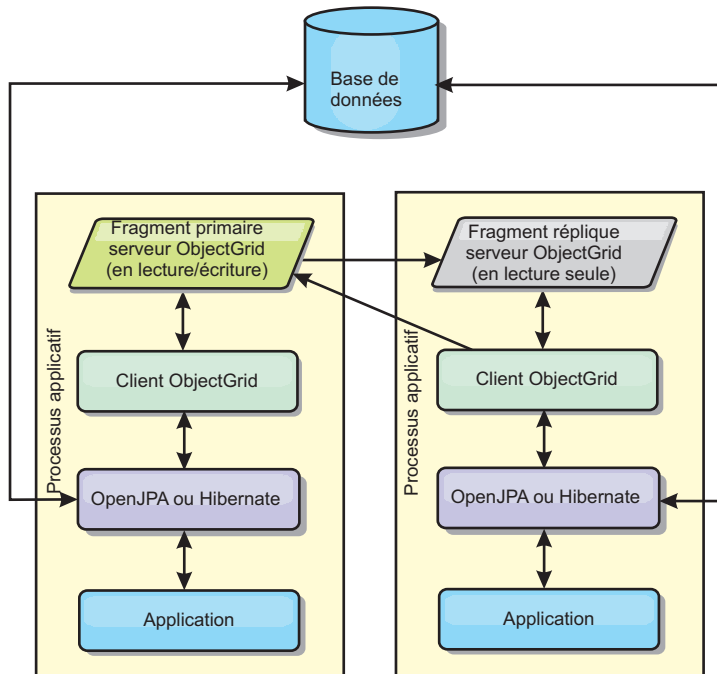 Base de
données
Fragment primaire
serveur ObjectGrid
(en lecture/écriture)
Client ObjectGrid
OpenJPA ou Hibernate
Application
Processus applicatif
Fragment réplique
serveur ObjectGrid
(en lecture seule)
Client ObjectGrid
OpenJPA ou Hibernate
Application
Processus applicatif